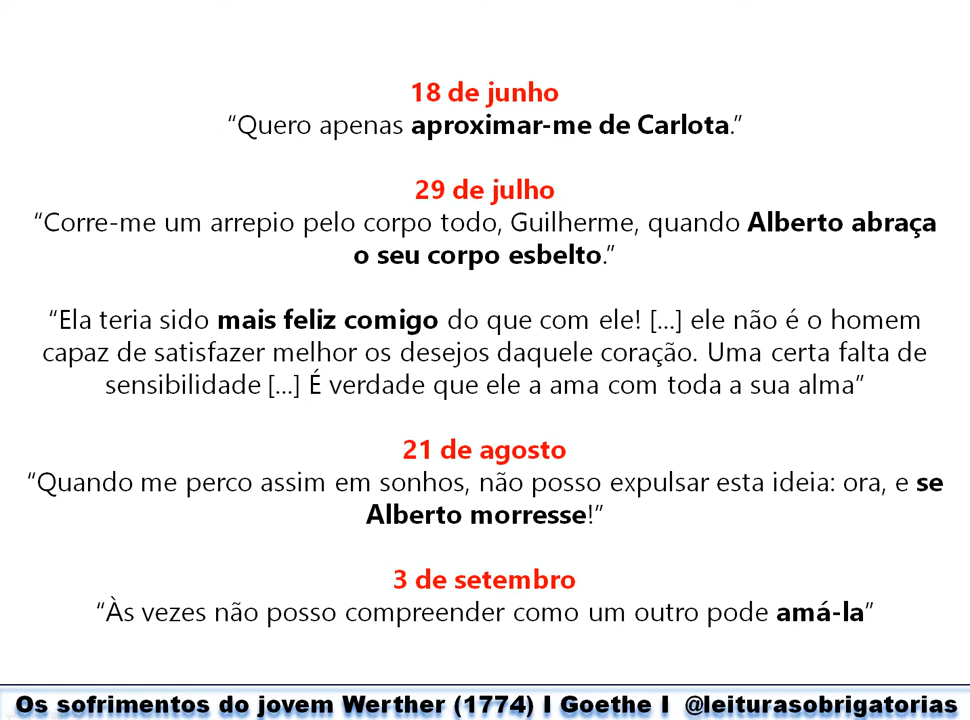 18 de junho
“Quero apenas aproximar-me de Carlota.”
29 de julho
“Corre-me um arrepio pelo corpo todo, Guilherme, quando Alberto abraça
o seu corpo esbelto.”
“Ela teria sido mais feliz comigo do que com ele! [...] ele não é o homem
capaz de satisfazer melhor os desejos daquele coração. Uma certa falta de
sensibilidade [...] É verdade que ele a ama com toda a sua alma”
21 de agosto
“Quando me perco assim em sonhos, não posso expulsar esta ideia: ora, e se
Alberto morresse!”
3 de setembro
“Às vezes não posso compreender como um outro pode amá-la”
Os sofrimentos do jovem Werther (1774) I Goethe I @leiturasobrigatorias